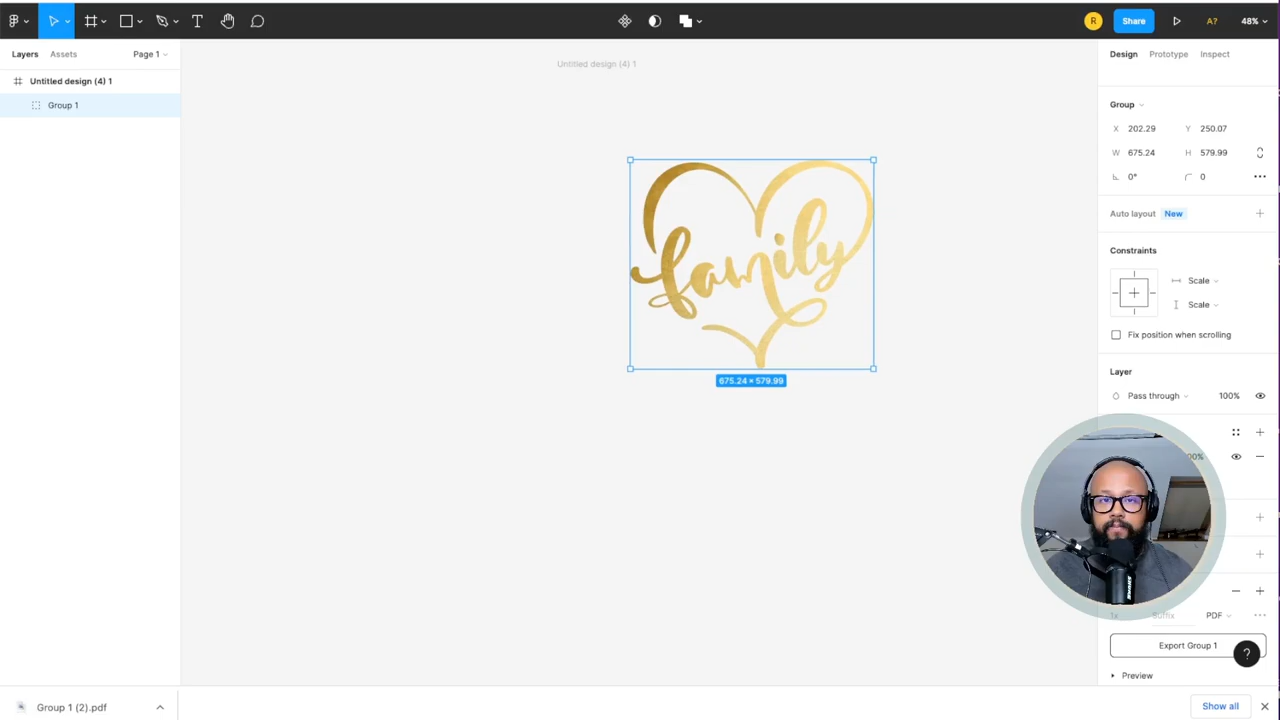 R
Share
A?
48%
Layers
Assets
Page 1
Untitled design (4) 1
Design
Prototype
Inspect
Untitled design (4) 1
Group 1
Group
X 202.29
Y 250.07
W 675.24
H 579.99
0°
0
Auto layout New
Constraints
Scale
Scale
Fix position when scrolling
family
675.24 × 579.99
Layer
Pass through
100%
1x
Suffix
PDF
Export Group 1
?
Preview
Group 1 (2).pdf
Show all